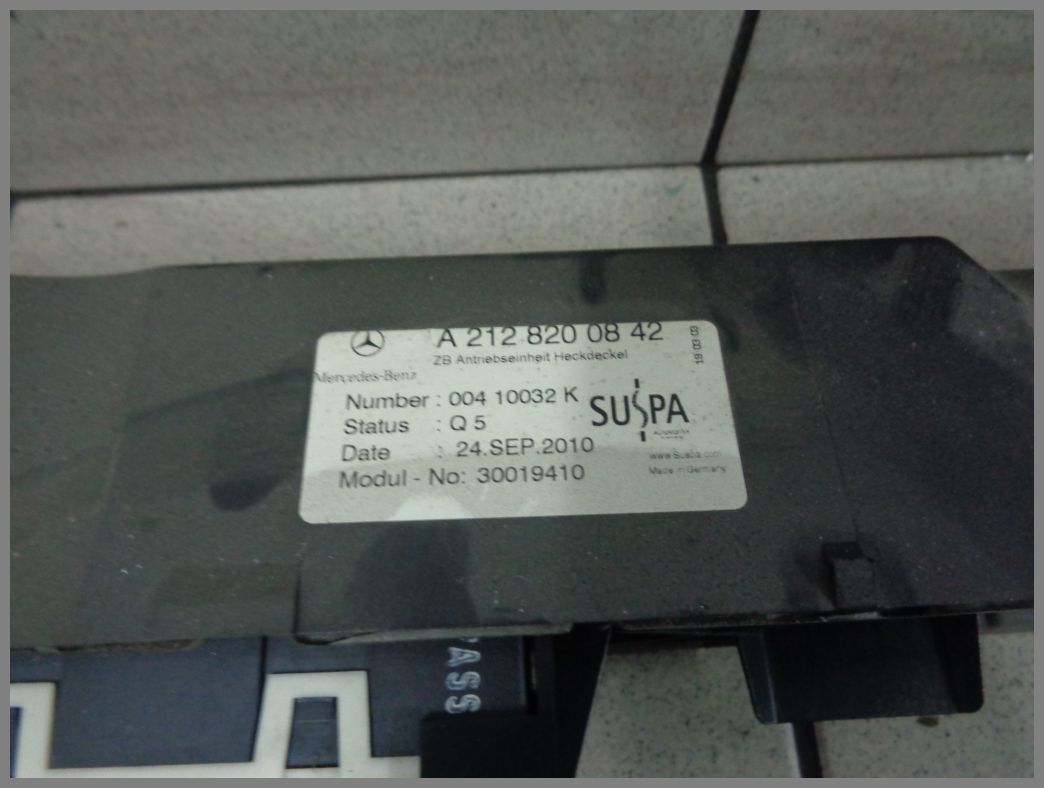 A 212 820 08 42
ZB Antriebseinheit Heckdeckel
Mercedes-Benz
Number : 004 10032 K
Status : Q 5
Date : 24.SEP.2010
Modul - No: 30019410
SUSPA
www.Suspa.com
Made in Germany
PASS